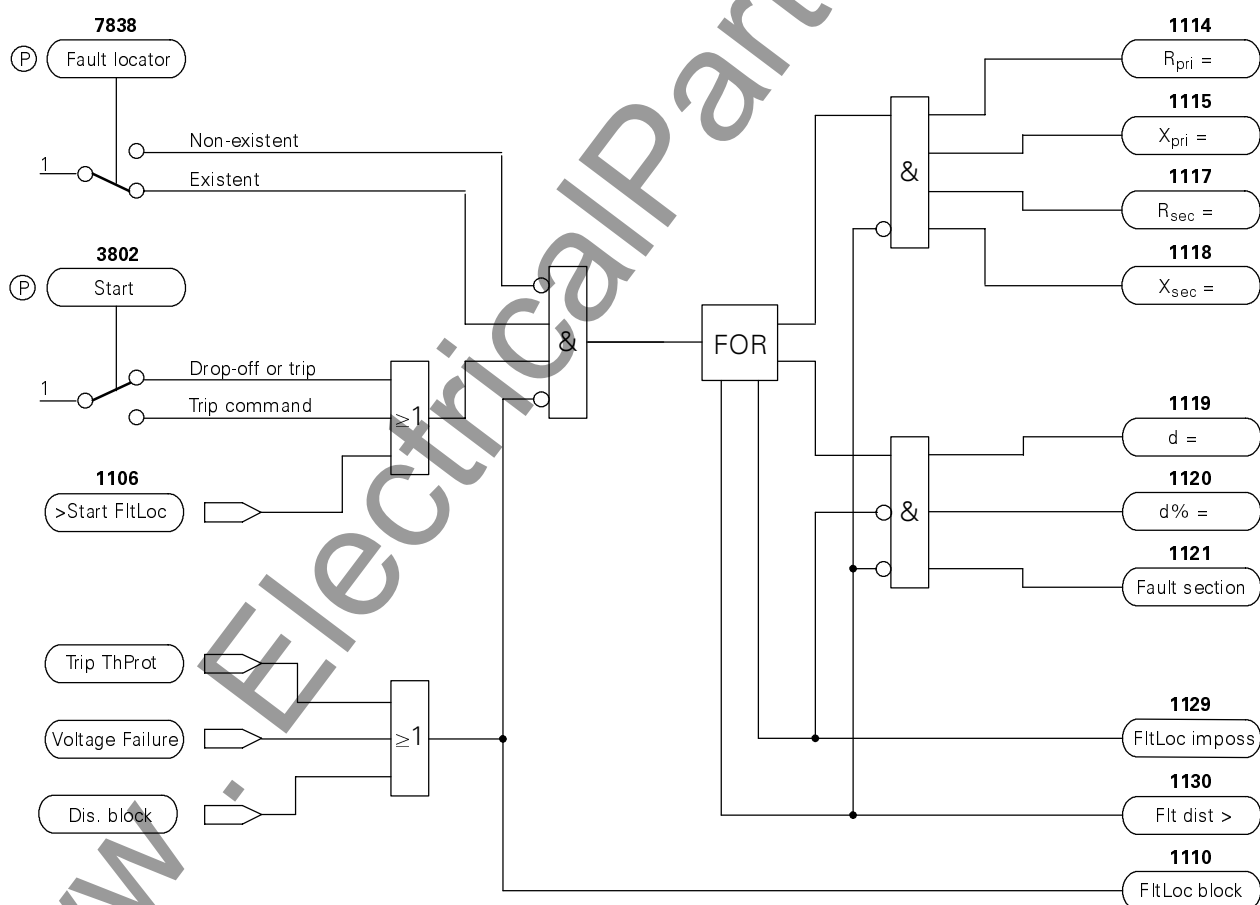 7838
P Fault locator
Non-existent
1
Existent
3802
P Start
Drop-off or trip
1
Trip command
≥1
1106
>Start FltLoc
Trip ThProt
Voltage Failure
≥1
Dis. block
&
FOR
&
&
1114
Rpri =
1115
Xpri =
1117
Rsec =
1118
Xsec =
1119
d =
1120
d% =
1121
Fault section
1129
FltLoc imposs
1130
Flt dist >
1110
FltLoc block